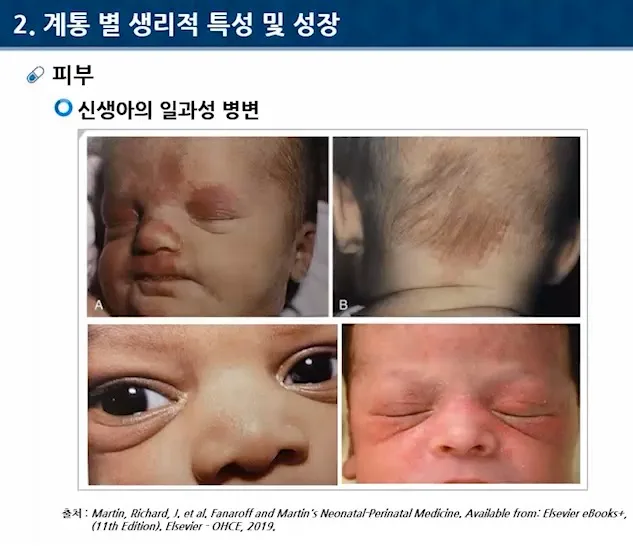 2. 계통 별 생리적 특성 및 성장
피부
신생아의 일과성 병변
A
B
출처 : Martin, Richard, J. et al. Fanaroff and Martin's Neonatal-Perinatal Medicine. Available from: Elsevier eBooks+,
(11th Edition). Elsevier - OHCE, 2019.